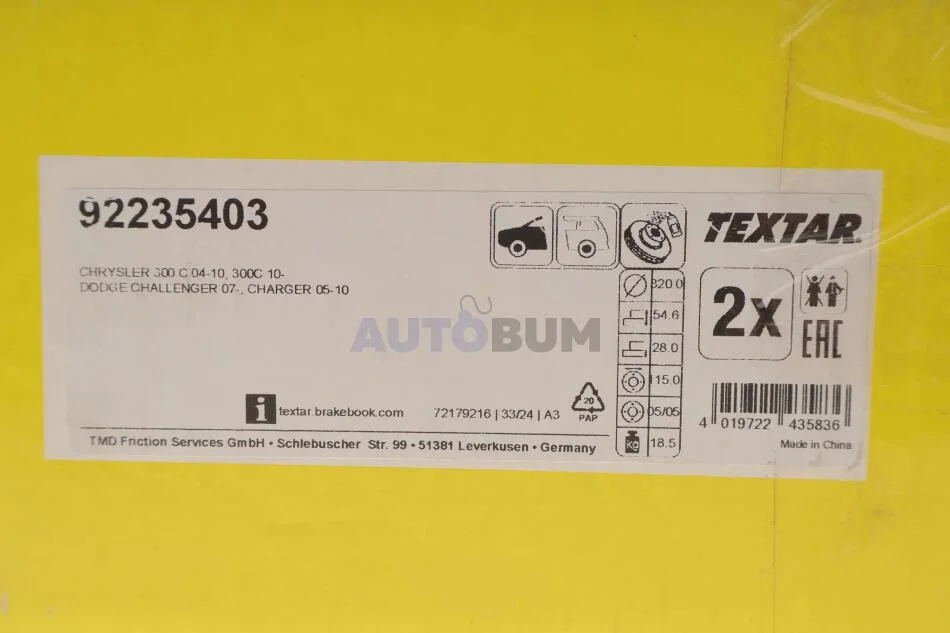 92235403
TEXTAR.
CHRYSLER 300 C 04-10, 300C 10-
DODGE CHALLENGER 07-, CHARGER 05-10
320.0
54.6
28.0
115.0
05/05
KG 18.5
2x
EAC
AUTOBUM
i textar brakebook.com
72179216 | 33/24 | A3
20
PAP
4 019722 435836
Made in China
TMD Friction Services GmbH • Schlebuscher Str. 99 • 51381 Leverkusen • Germany